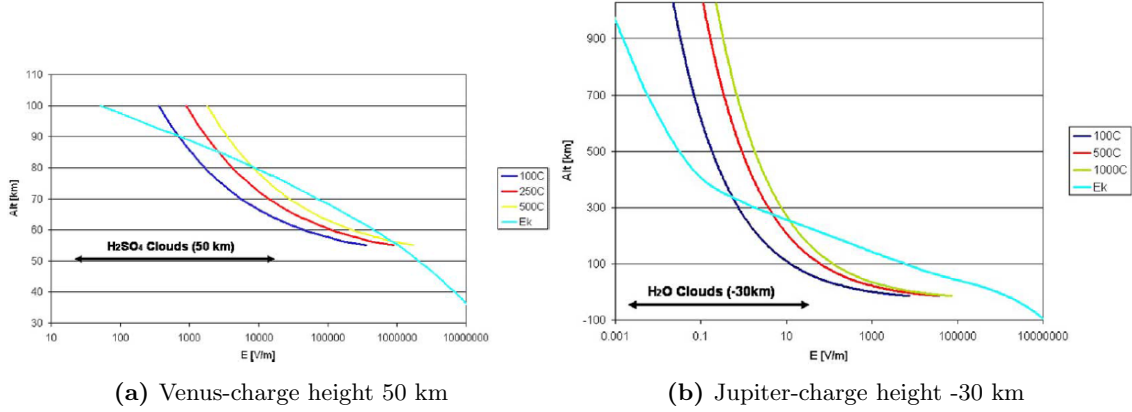 110
100
90
80
70
60
50
40
30
Alt [km]
H₂SO₄ Clouds (50 km)
10 100 1000 10000 100000 1000000 10000000
E [V/m]
100C
250C
500C
Ek
(a) Venus-charge height 50 km
900
700
500
300
100
-100
Alt [km]
H₂O Clouds (-30km)
0.001 0.1 10 1000 100000 10000000
E [V/m]
100C
500C
1000C
Ek
(b) Jupiter-charge height -30 km